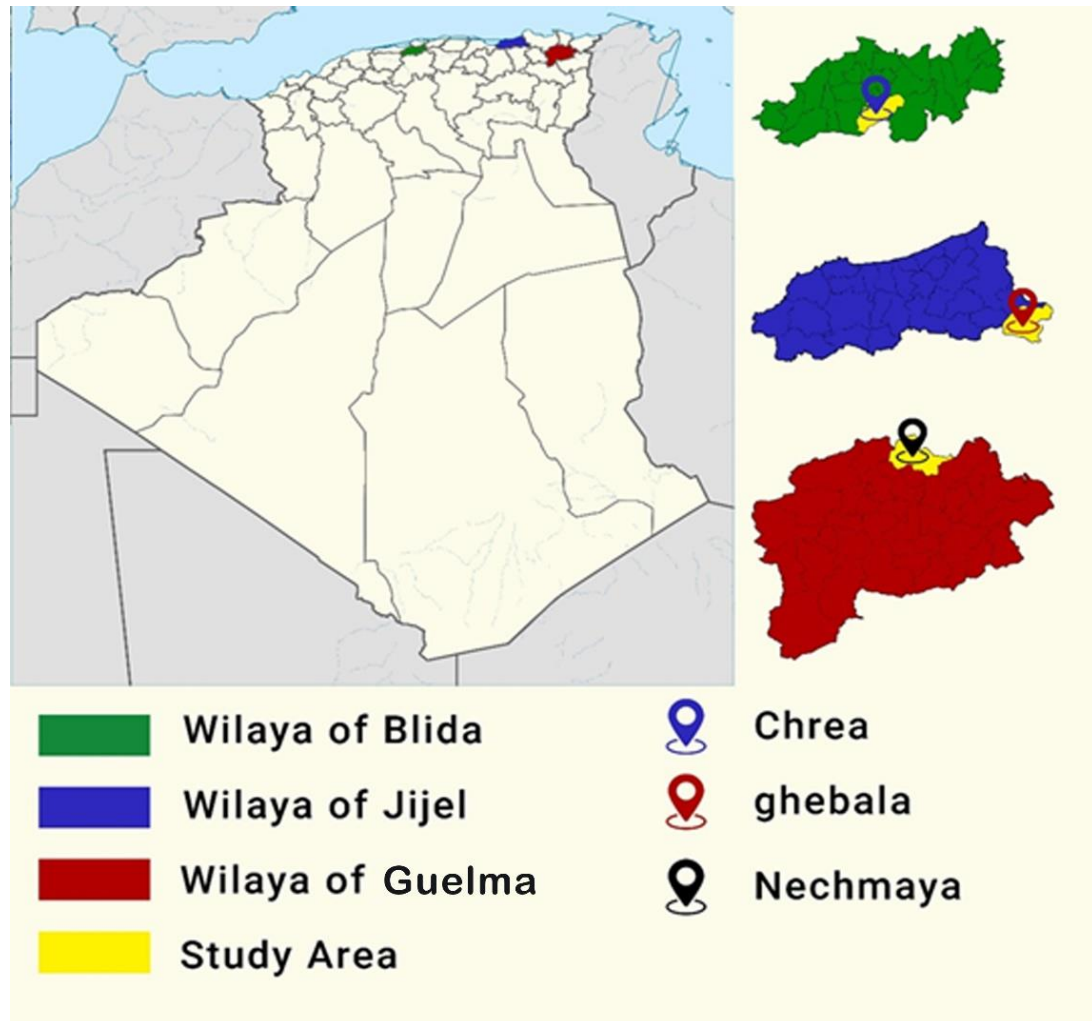 Wilaya of Blida
Wilaya of Jijel
Wilaya of Guelma
Study Area
Chrea
ghebala
Nechmaya